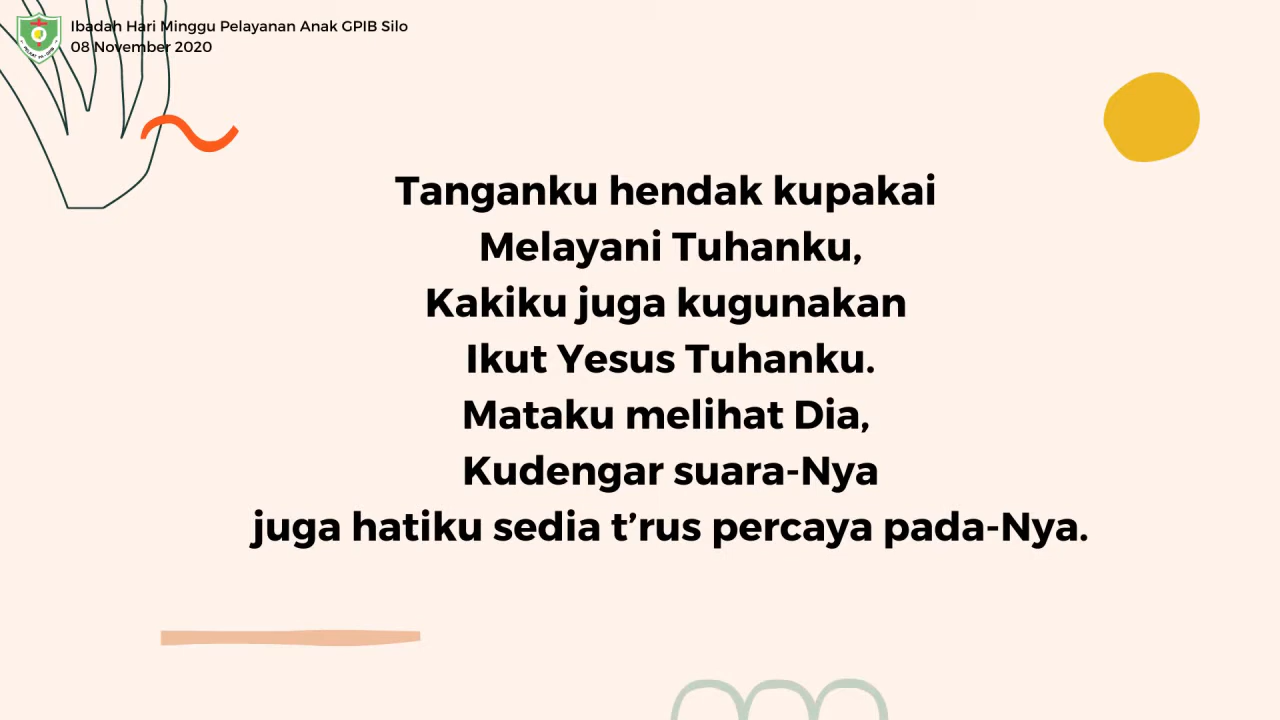 Ibadah Hari Minggu Pelayanan Anak GPIB Silo
08 November 2020
Tanganku hendak kupakai
Melayani Tuhanku,
Kakiku juga kugunakan
Ikut Yesus Tuhanku.
Mataku melihat Dia,
Kudengar suara-Nya
juga hatiku sedia t’rus percaya pada-Nya.